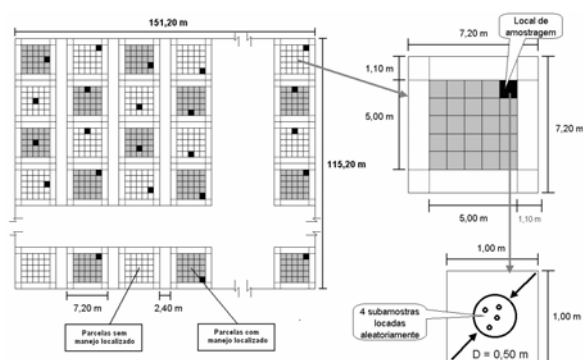 151,20 m
115,20 m
7,20 m
2,40 m
Parcelas sem
manejo localizado
Parcelas com
manejo localizado
Local de
amostragem
7,20 m
1,10 m
5,00 m
7,20 m
5,00 m
1,10 m
1,00 m
4 subamostras
locadas
aleatoriamente
1,00 m
D = 0,50 m